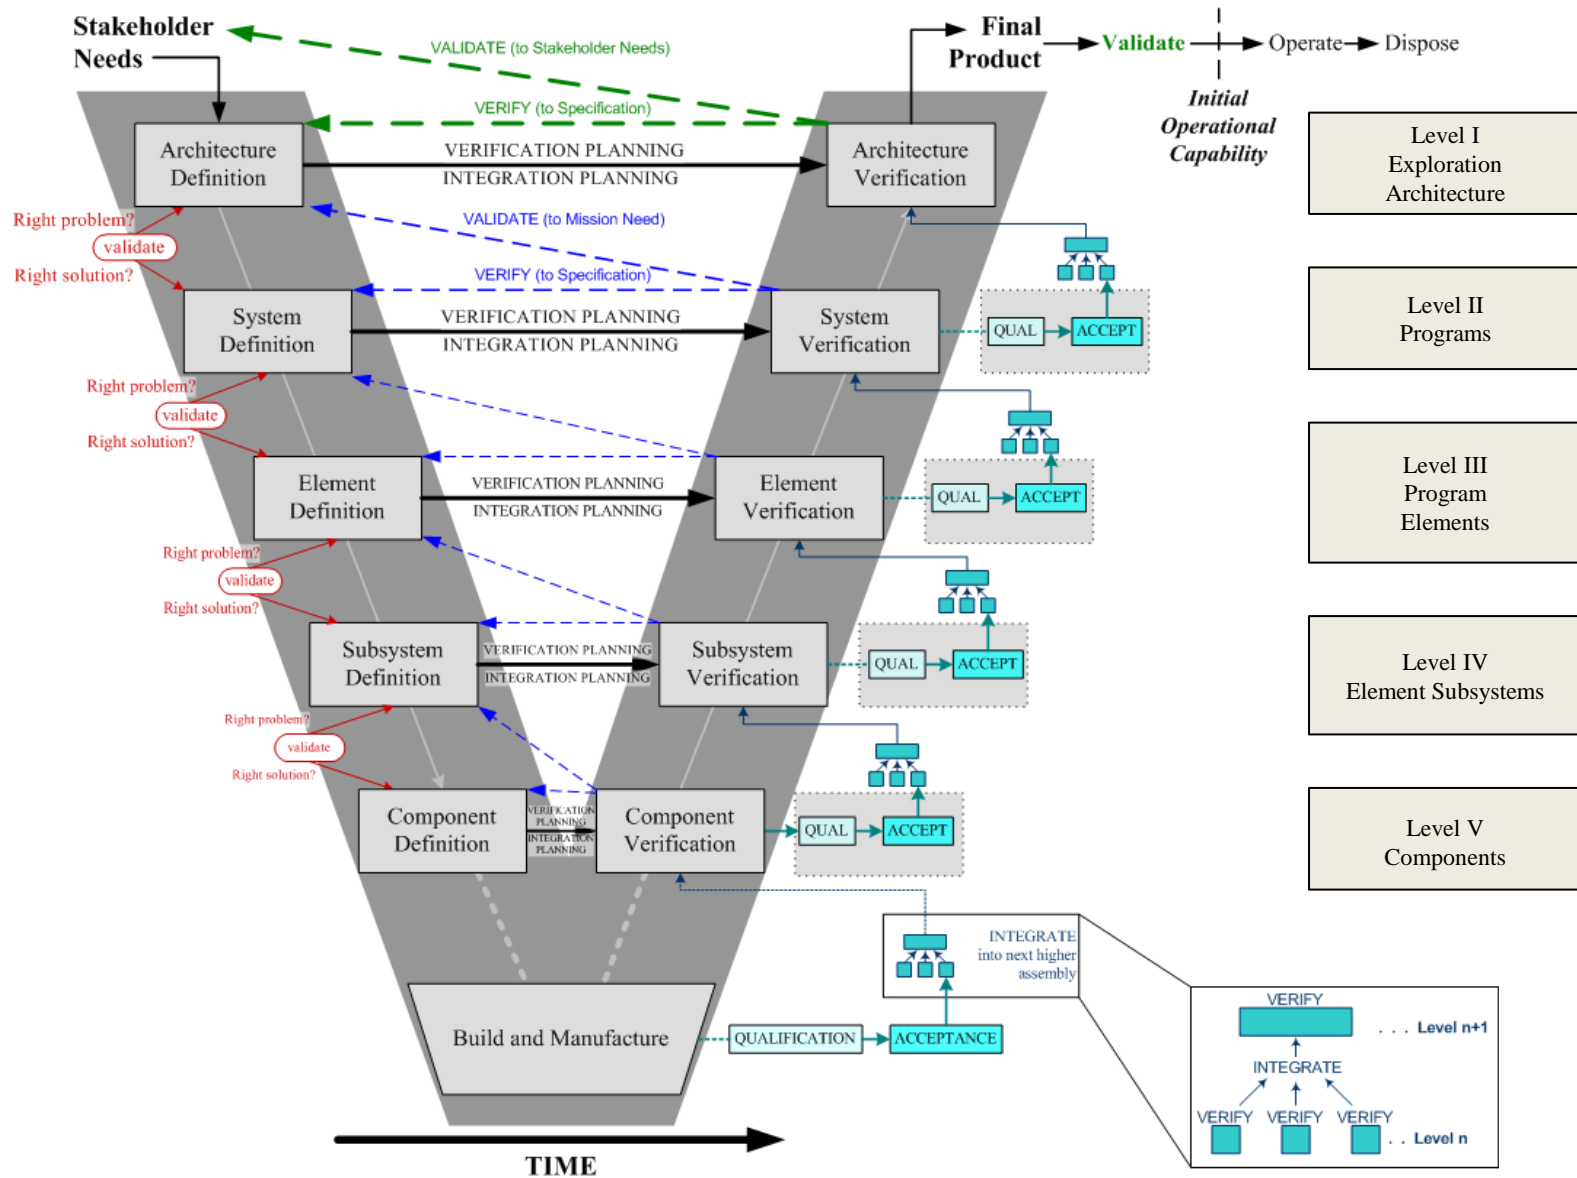 Stakeholder
Needs
VALIDATE (to Stakeholder Needs)
Final
Product
Validate
Operate
Dispose
Initial
Operational
Capability
VERIFY (to Specification)
Architecture
Definition
VERIFICATION PLANNING
INTEGRATION PLANNING
Architecture
Verification
Level I
Exploration
Architecture
Right problem?
validate
Right solution?
VALIDATE (to Mission Need)
VERIFY (to Specification)
System
Definition
VERIFICATION PLANNING
INTEGRATION PLANNING
System
Verification
QUAL
ACCEPT
Level II
Programs
Right problem?
validate
Right solution?
Element
Definition
VERIFICATION PLANNING
INTEGRATION PLANNING
Element
Verification
QUAL
ACCEPT
Level III
Program
Elements
Right problem?
validate
Right solution?
Subsystem
Definition
VERIFICATION PLANNING
INTEGRATION PLANNING
Subsystem
Verification
QUAL
ACCEPT
Level IV
Element Subsystems
Right problem?
validate
Right solution?
Component
Definition
VERIFICATION
PLANNING
INTEGRATION
PLANNING
Component
Verification
QUAL
ACCEPT
Level V
Components
INTEGRATE
into next higher
assembly
Build and Manufacture
QUALIFICATION
ACCEPTANCE
VERIFY
. . . Level n+1
INTEGRATE
VERIFY VERIFY VERIFY
. . Level n
TIME